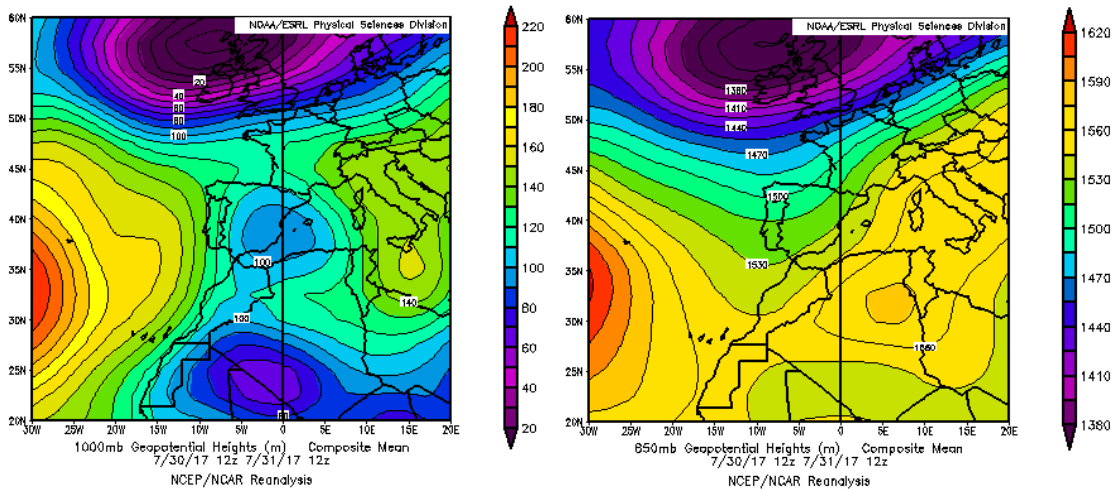 NOAA/ESRL Physical Sciences Division
60N
55N
50N
45N
40N
35N
30N
25N
20N
20
40
60
80
100
100
100
140
60
30W 25W 20W 15W 10W 5W 0 5E 10E 15E 20E
220
200
180
160
140
120
100
80
60
40
20
1000mb Geopotential Heights (m) Composite Mean
7/30/17 12z 7/31/17 12z
NCEP/NCAR Reanalysis
NOAA/ESRL Physical Sciences Division
60N
55N
50N
45N
40N
35N
30N
25N
20N
1380
1410
1440
1470
1500
1530
1560
30W 25W 20W 15W 10W 5W 0 5E 10E 15E 20E
1620
1590
1560
1530
1500
1470
1440
1410
1380
850mb Geopotential Heights (m) Composite Mean
7/30/17 12z 7/31/17 12z
NCEP/NCAR Reanalysis